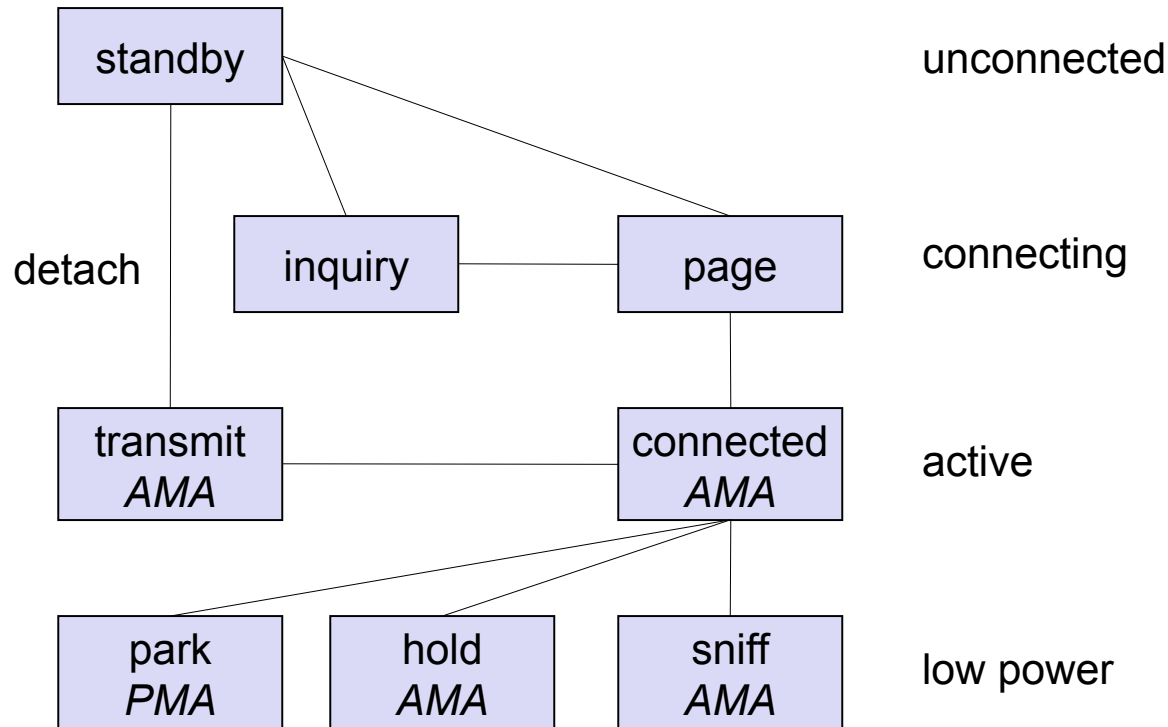 standby
unconnected
detach
inquiry
page
connecting
transmit
AMA
connected
AMA
active
park
PMA
hold
AMA
sniff
AMA
low power